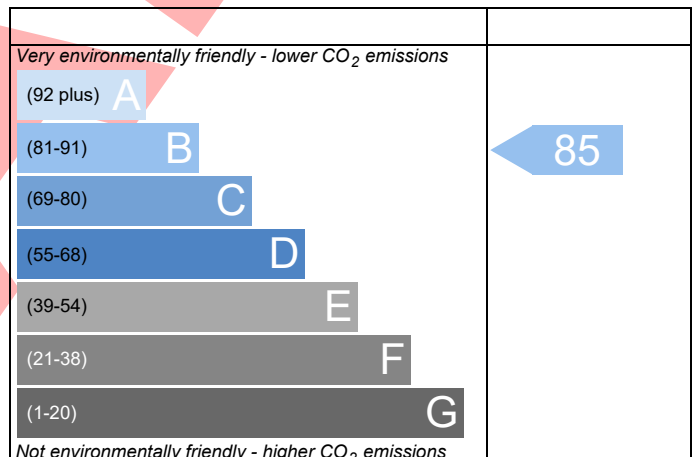 Very environmentally friendly - lower CO2 emissions
(92 plus) A
(81-91) B
85
(69-80) C
(55-68) D
(39-54) E
(21-38) F
(1-20) G
Not environmentally friendly - higher CO2 emissions